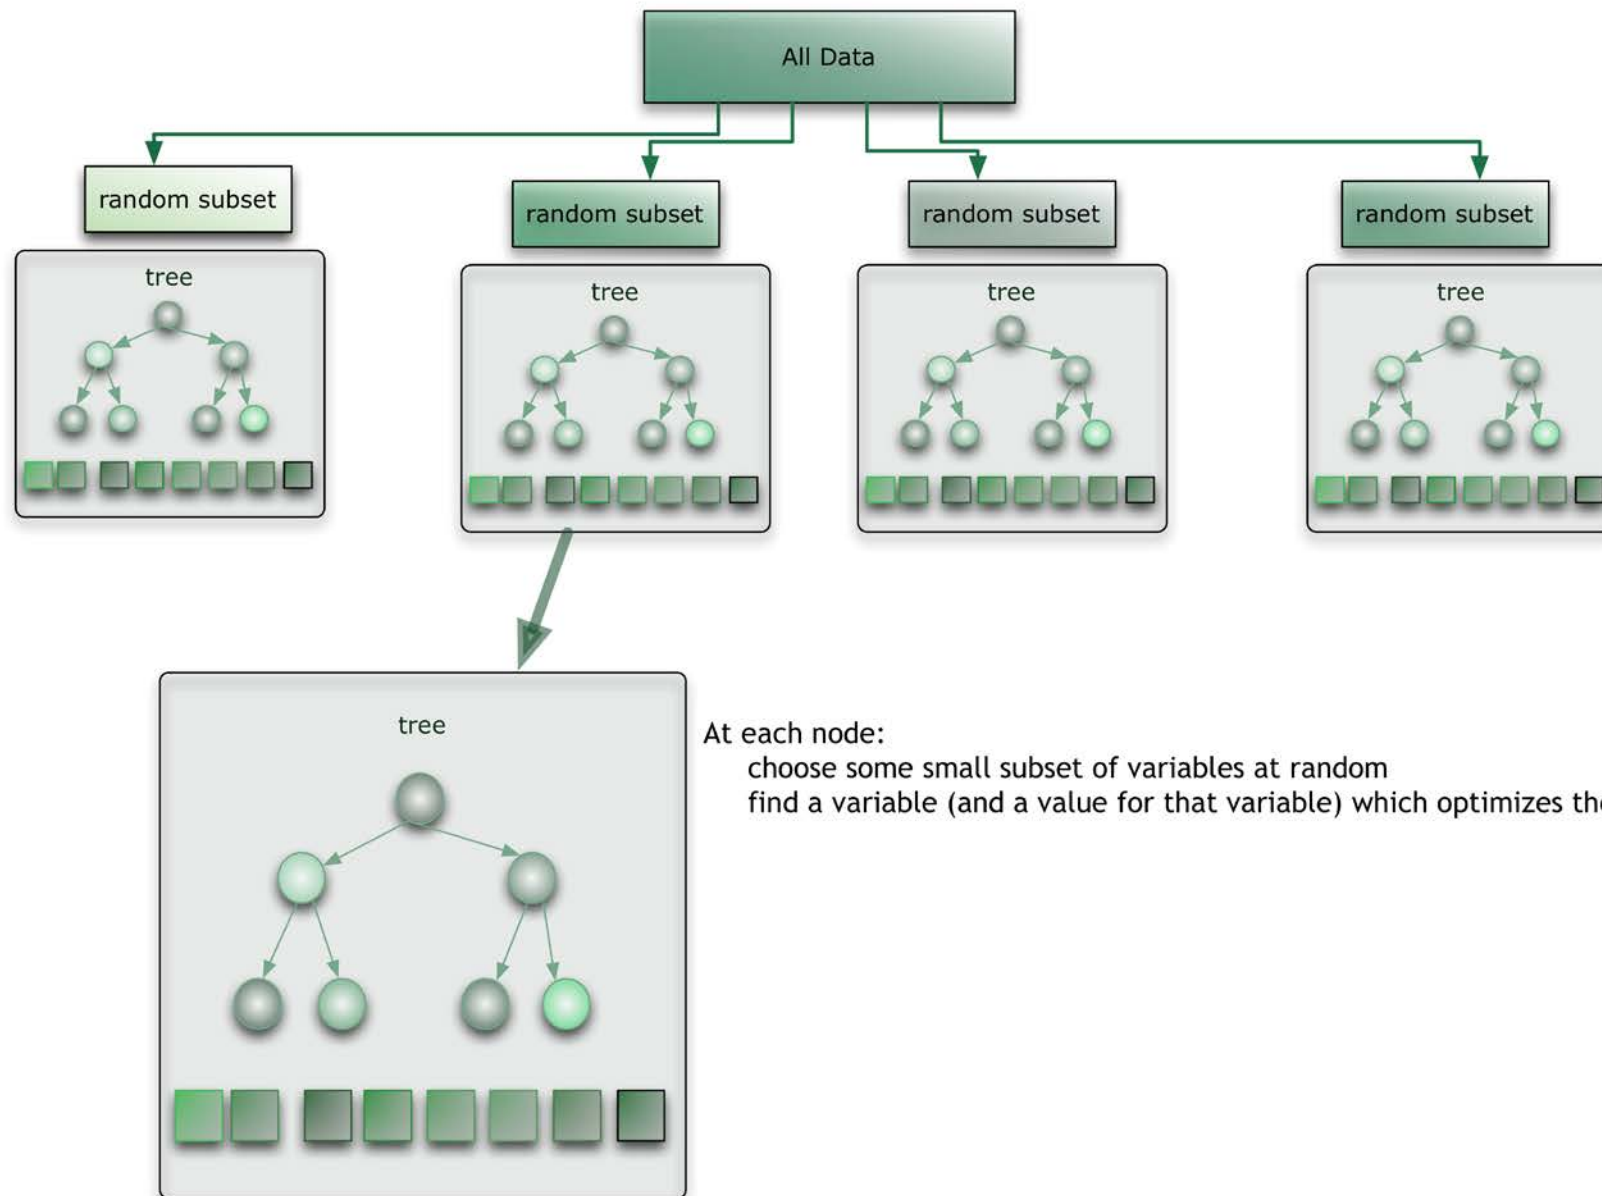 All Data
random subset
random subset
random subset
random subset
tree
tree
tree
tree
tree
At each node:
choose some small subset of variables at random
find a variable (and a value for that variable) which optimizes